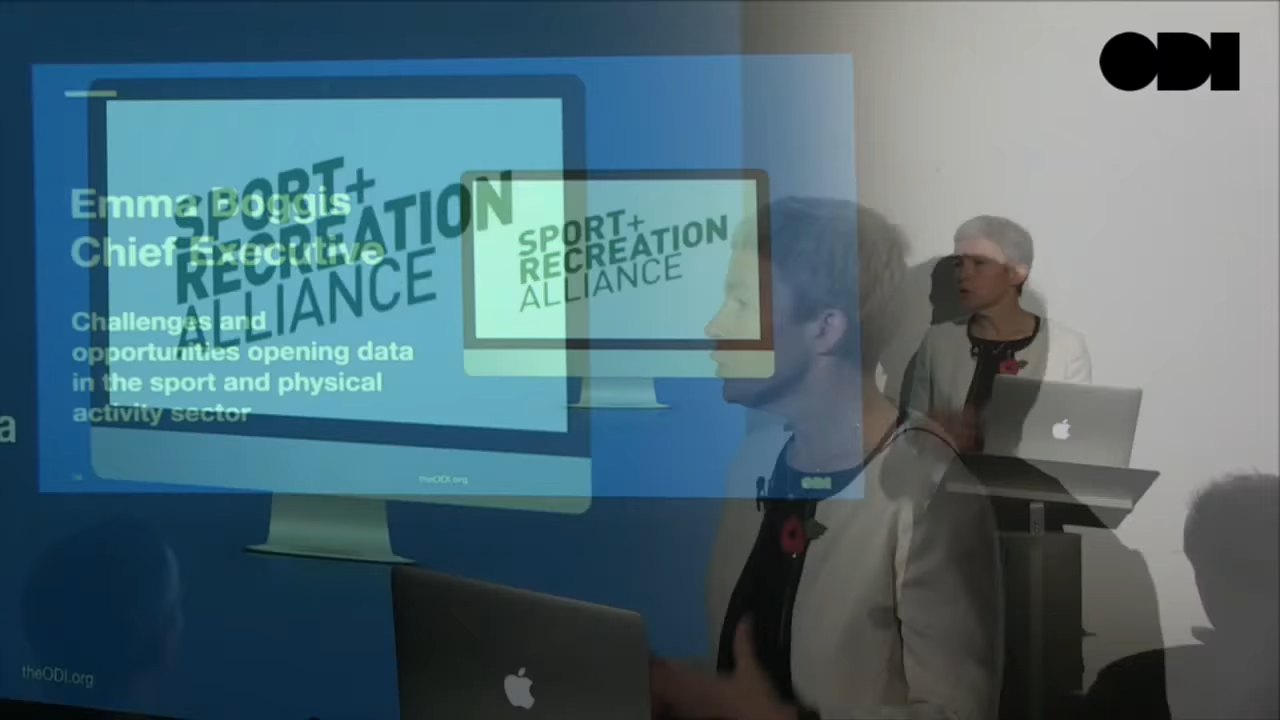 ODI
Emma Boggis
Chief Executive
Challenges and
opportunities opening data
in the sport and physical
activity sector
SPORT+
RECREATION
ALLIANCE
SPORT+
RECREATION
ALLIANCE
a
theODI.org
ODI
theODI.org